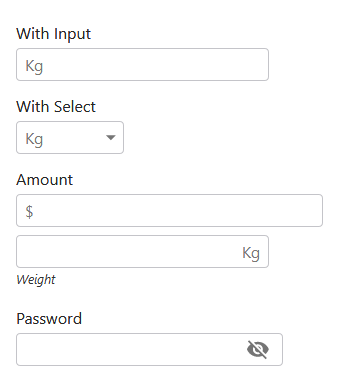 With Input
Kg
With Select
Kg
Amount
$
Kg
Weight
Password